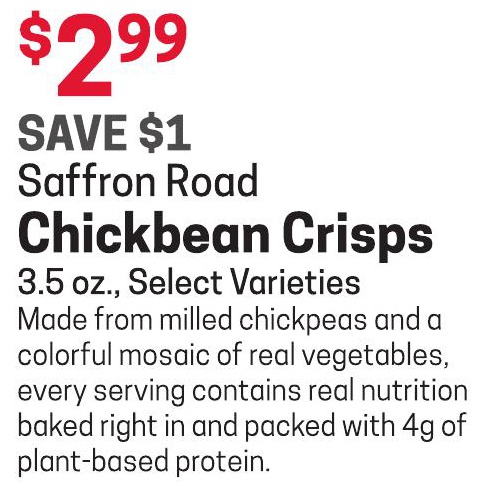 $2.99
SAVE $1
Saffron Road
Chickbean Crisps
3.5 oz., Select Varieties
Made from milled chickpeas and a
colorful mosaic of real vegetables,
every serving contains real nutrition
baked right in and packed with 4g of
plant-based protein.